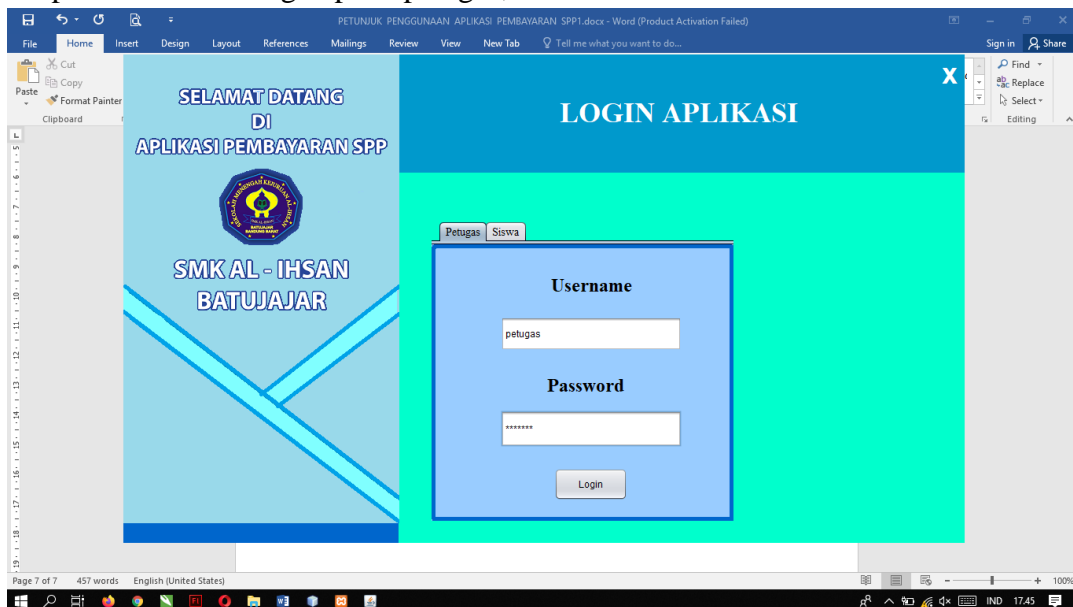 PETUNJUK PENGGUNAAN APLIKASI PEMBAYARAN SPP1.docx - Word (Product Activation Failed)
File Home Insert Design Layout References Mailings Review View New Tab Tell me what you want to do... Sign in Share
Cut
Copy
Format Painter
Paste
Clipboard
Find
Replace
Select
Editing
SELAMAT DATANG
DI
APLIKASI PEMBAYARAN SPP
SMK AL - IHSAN
BATUJAJAR
X
LOGIN APLIKASI
Petugas Siswa
Username
petugas
Password
*******
Login
Page 7 of 7 457 words English (United States) 100%
IND 17.45